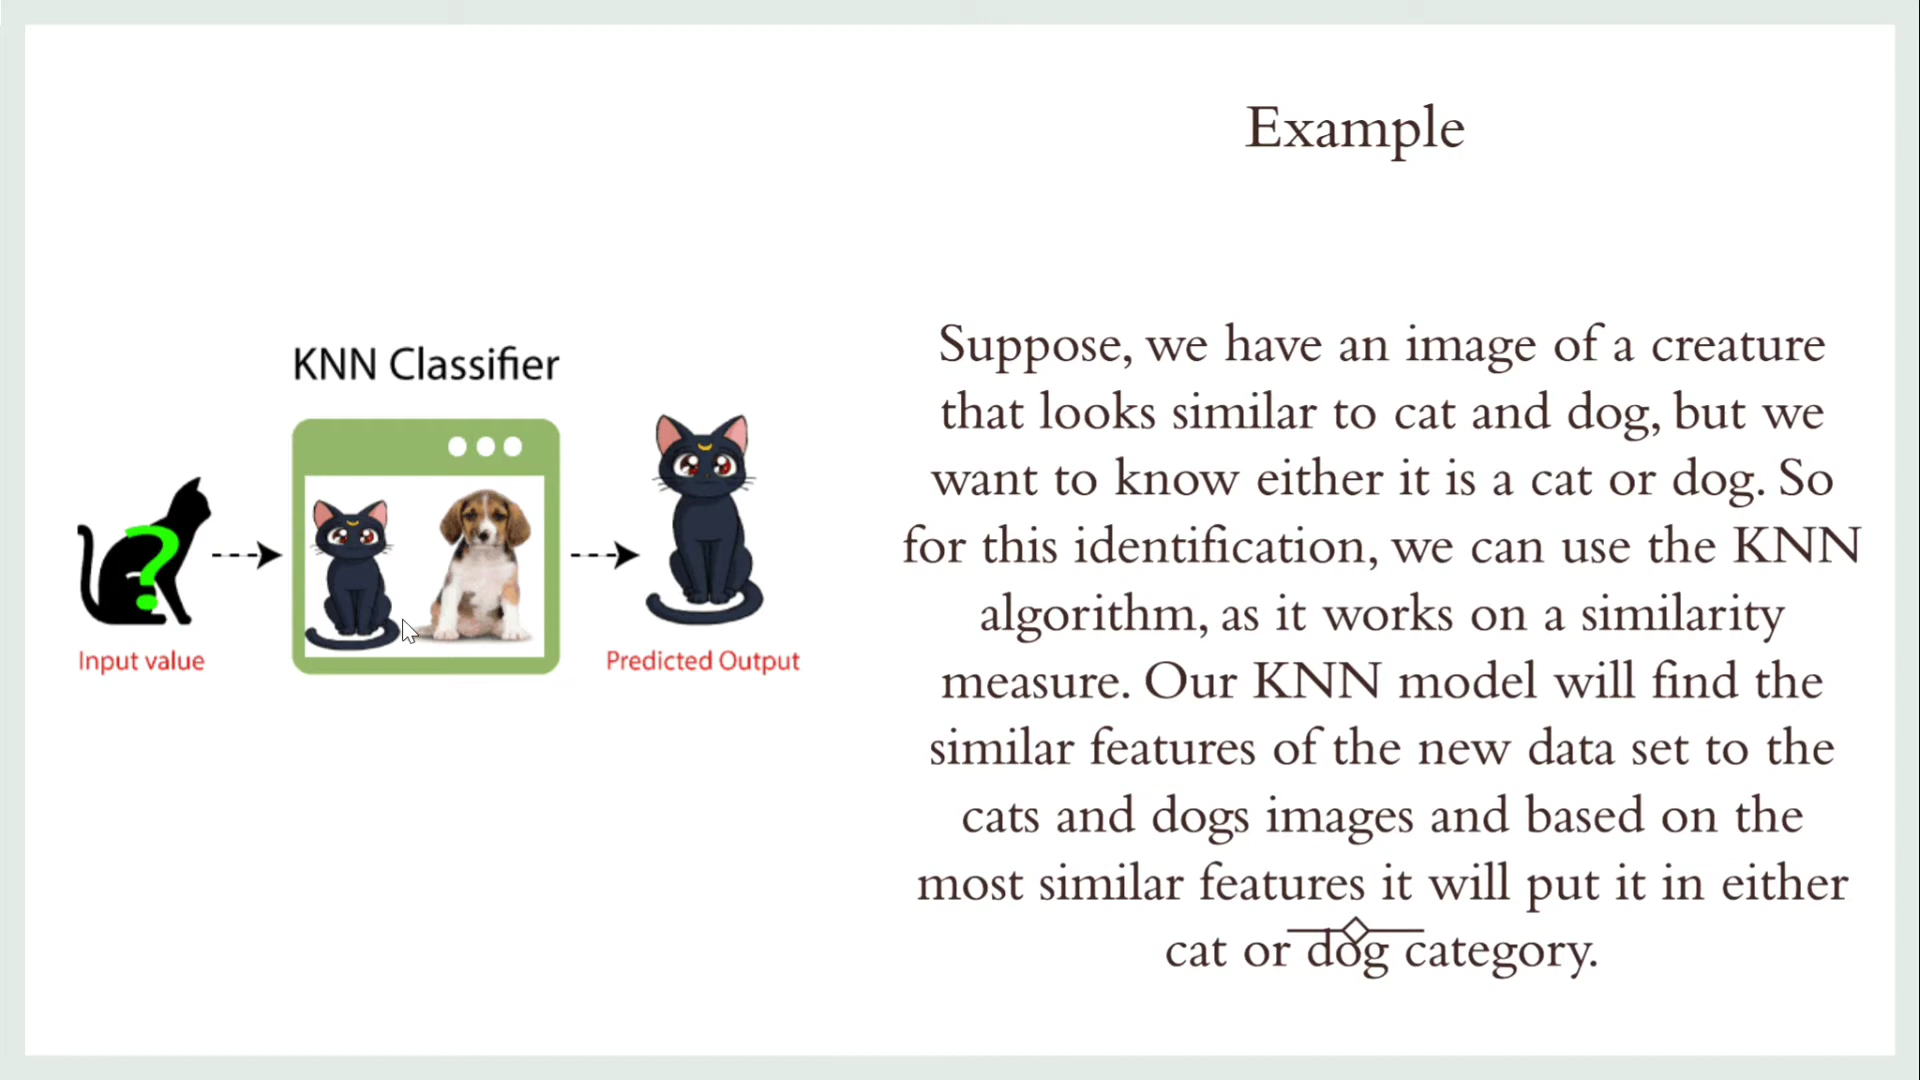 Example
KNN Classifier
?
Input value
Predicted Output
Suppose, we have an image of a creature
that looks similar to cat and dog, but we
want to know either it is a cat or dog. So
for this identification, we can use the KNN
algorithm, as it works on a similarity
measure. Our KNN model will find the
similar features of the new data set to the
cats and dogs images and based on the
most similar features it will put it in either
cat or dog category.